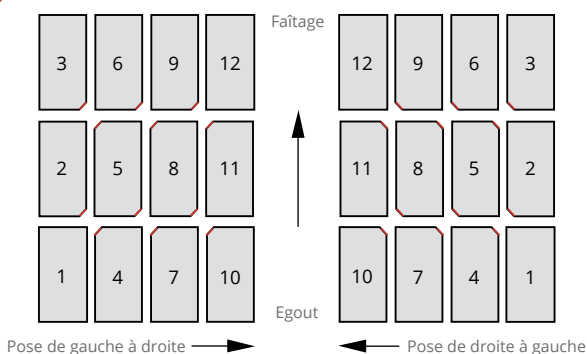 Faîtage
3 6 9 12
12 9 6 3
2 5 8 11
11 8 5 2
1 4 7 10
10 7 4 1
Egout
Pose de gauche à droite
Pose de droite à gauche